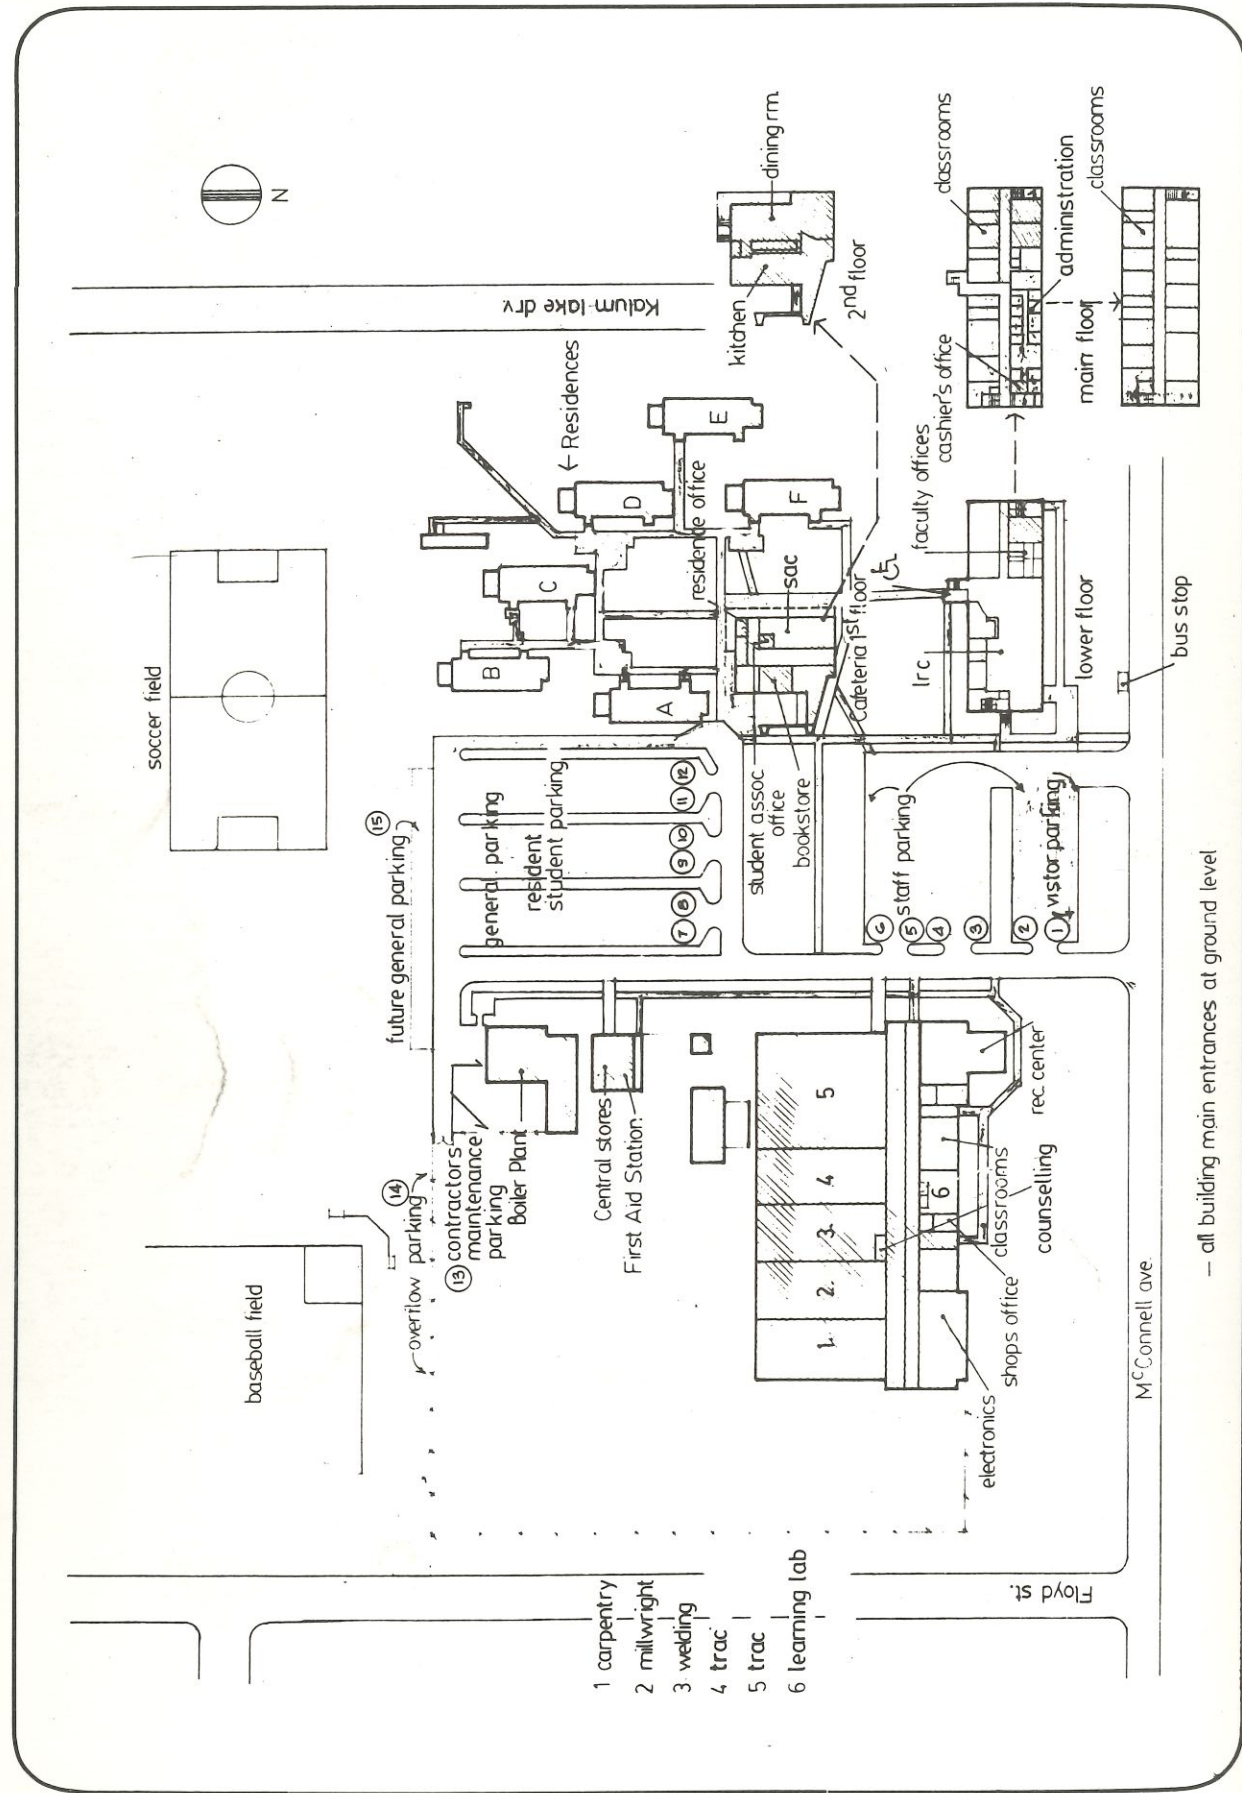 soccer field
N
baseball field
Kalum lake drv.
future general parking
15
← Residences
overflow parking
14
13 contractors
maintenance
parking
Boiler Plant
Central stores
First Aid Station
general parking
resident
student parking
7
8
9
10
11
12
A
B
C
D
E
F
residence office
sac
student assoc
office
bookstore
Cafeteria 1st floor
kitchen
dining rm.
2nd floor
6
5
4
3
2
1
staff parking
vistor parking
lrc
faculty offices
cashier's office
lower floor
classrooms
administration
main floor
classrooms
bus stop
1.
2.
3.
4
5
6
rec center
classrooms
counselling
shops office
electronics
1 carpentry
2 millwright
3 welding
4 trac
5 trac
6 learning lab
Floyd st.
McConnell ave.
— all building main entrances at ground level